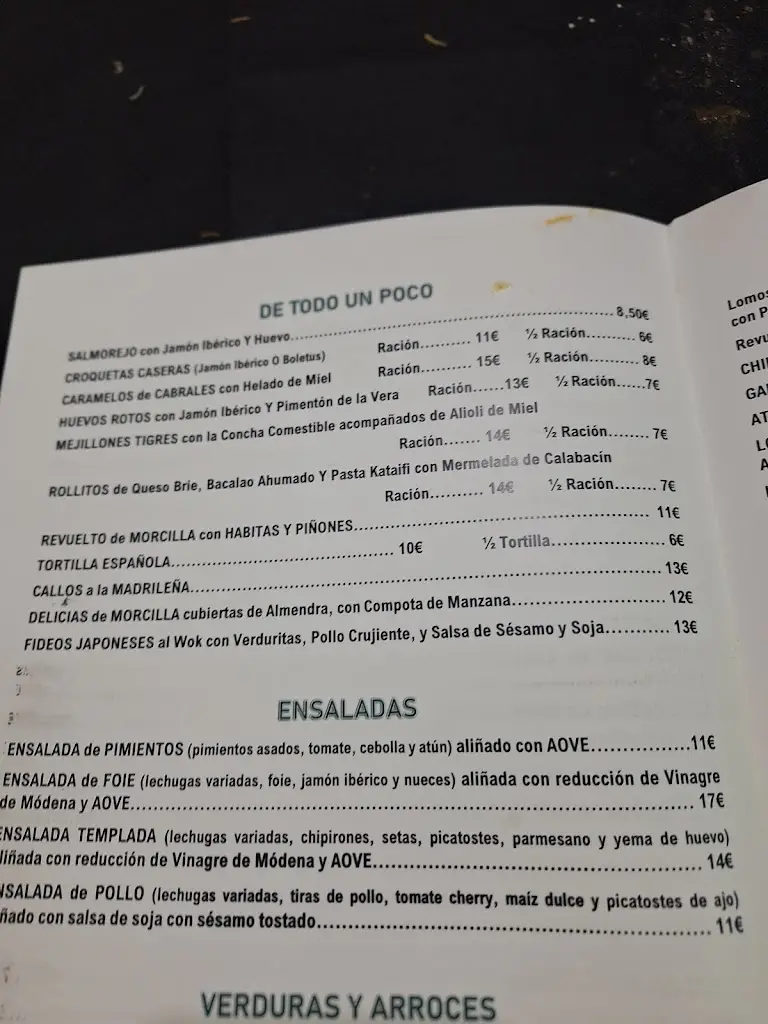 DE TODO UN POCO
SALMOREJO con Jamón Ibérico Y Huevo........ 8,50€
CROQUETAS CASERAS (Jamón Ibérico O Boletus) Ración.......... 11€ ½ Ración.......... 6€
CARAMELOS de CABRALES con Helado de Miel Ración.......... 15€ ½ Ración.......... 8€
HUEVOS ROTOS con Jamón Ibérico Y Pimentón de la Vera Ración......13€ ½ Ración......7€
MEJILLONES TIGRES con la Concha Comestible acompañados de Alioli de Miel
Ración....... 14€ ½ Ración........ 7€
ROLLITOS de Queso Brie, Bacalao Ahumado Y Pasta Kataifi con Mermelada de Calabacín
Ración.......... 14€ ½ Ración........ 7€
REVUELTO de MORCILLA con HABITAS Y PIÑONES........ 11€
TORTILLA ESPAÑOLA........ 10€ ½ Tortilla........ 6€
CALLOS a la MADRILEÑA........ 13€
DELICIAS de MORCILLA cubiertas de Almendra, con Compota de Manzana........ 12€
FIDEOS JAPONESES al Wok con Verduritas, Pollo Crujiente, y Salsa de Sésamo y Soja........... 13€
ENSALADAS
ENSALADA de PIMIENTOS (pimientos asados, tomate, cebolla y atún) aliñado con AOVE........11€
ENSALADA de FOIE (lechugas variadas, foie, jamón ibérico y nueces) aliñada con reducción de Vinagre
de Módena y AOVE........ 17€
ENSALADA TEMPLADA (lechugas variadas, chipirones, setas, picatostes, parmesano y yema de huevo)
liñada con reducción de Vinagre de Módena y AOVE........ 14€
NSALADA de POLLO (lechugas variadas, tiras de pollo, tomate cherry, maíz dulce y picatostes de ajo)
ñado con salsa de soja con sésamo tostado........ 11€
VERDURAS Y ARROCES
Lomos
con P
Revu
CHI
GA
AT